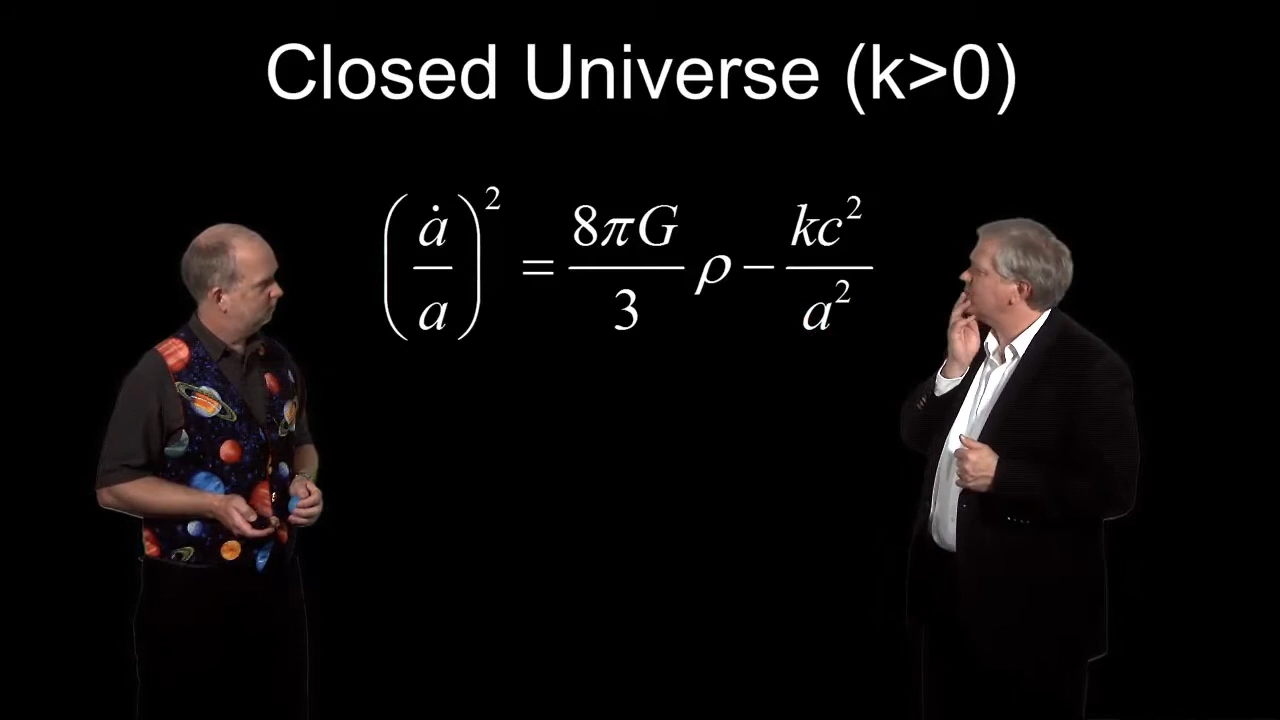 Closed Universe (k>0)
(ȧ/a)² = 8πG/3 ρ − kc²/a²